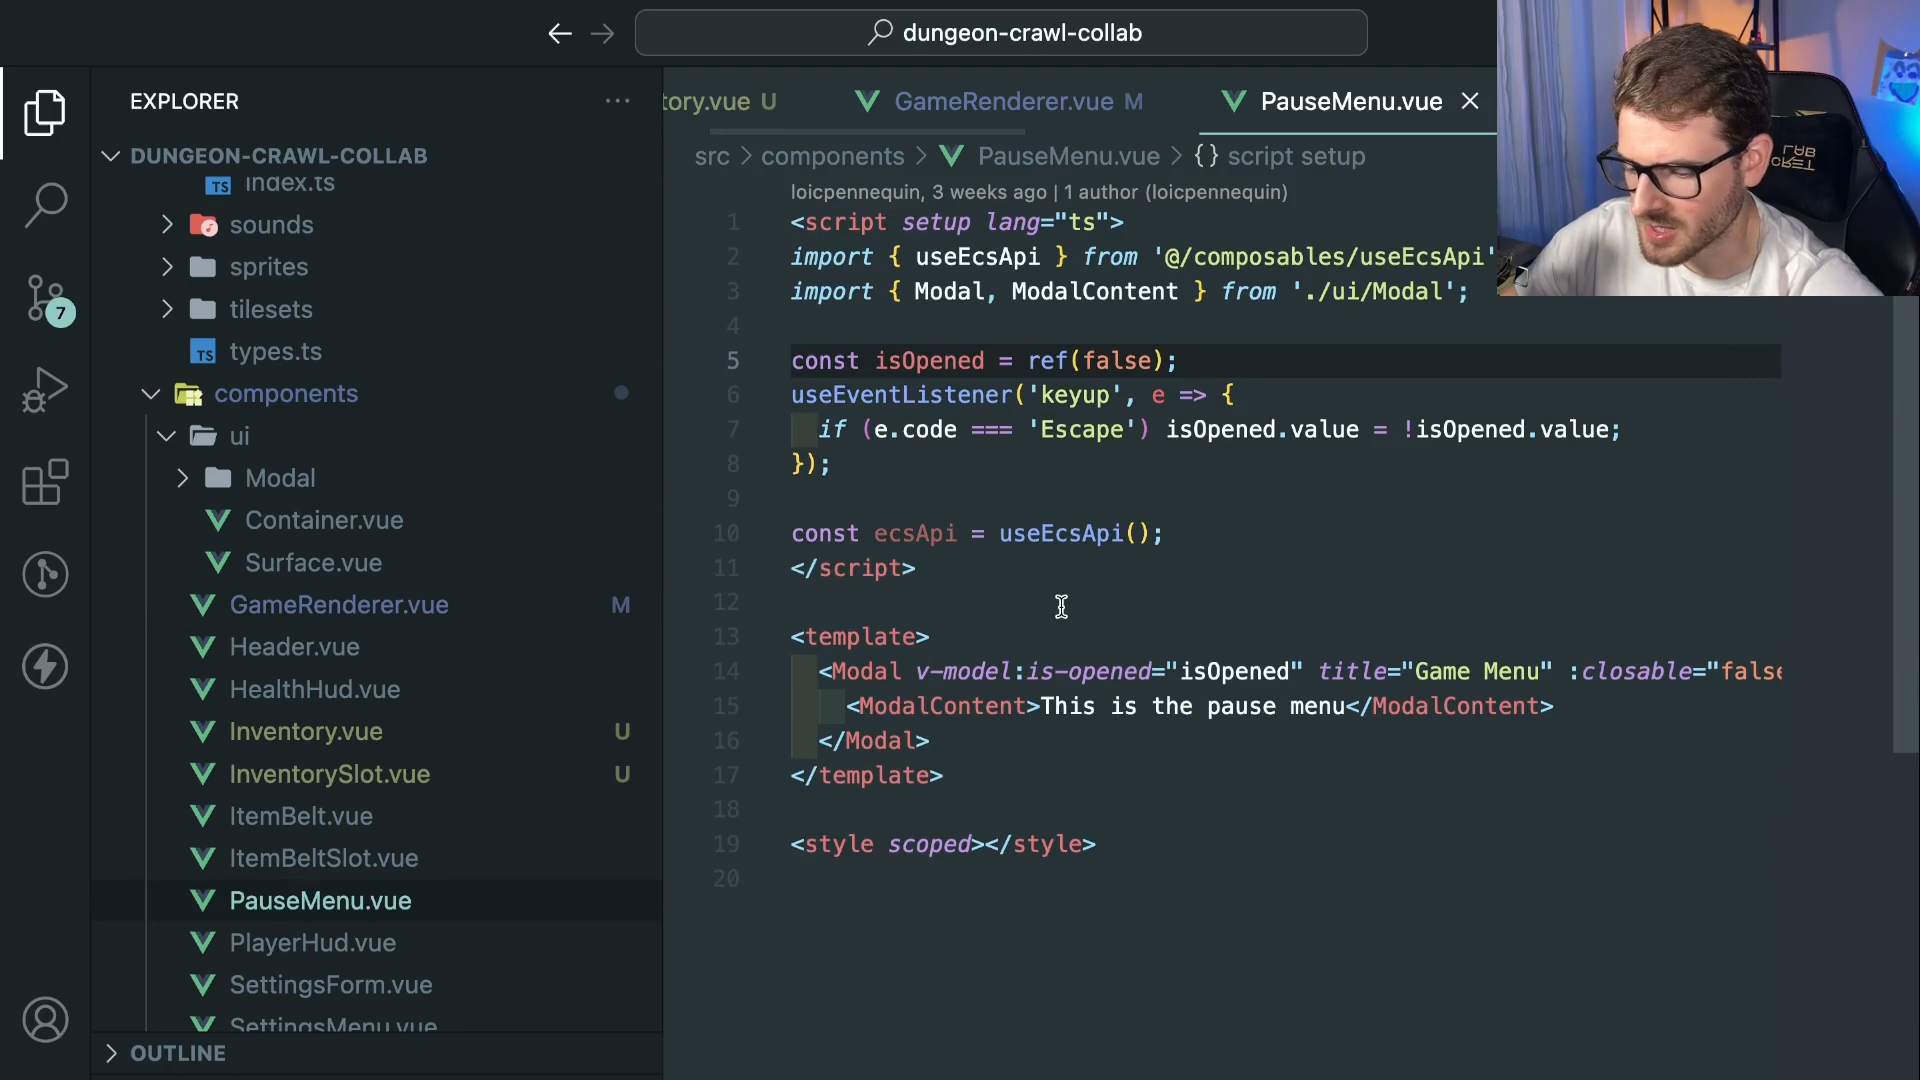 dungeon-crawl-collab
EXPLORER
DUNGEON-CRAWL-COLLAB
TS index.ts
sounds
sprites
tilesets
TS types.ts
components
ui
Modal
Container.vue
Surface.vue
GameRenderer.vue M
Header.vue
HealthHud.vue
Inventory.vue U
InventorySlot.vue U
ItemBelt.vue
ItemBeltSlot.vue
PauseMenu.vue
PlayerHud.vue
SettingsForm.vue
SettingsMenu.vue
OUTLINE
7
tory.vue U GameRenderer.vue M PauseMenu.vue
src > components > PauseMenu.vue > {} script setup
loicpennequin, 3 weeks ago | 1 author (loicpennequin)
1 <script setup lang="ts">
2 import { useEcsApi } from '@/composables/useEcsApi'
3 import { Modal, ModalContent } from './ui/Modal';
4
5 const isOpened = ref(false);
6 useEventListener('keyup', e => {
7 if (e.code === 'Escape') isOpened.value = !isOpened.value;
8 });
9
10 const ecsApi = useEcsApi();
11 </script>
12
13 <template>
14 <Modal v-model:is-opened="isOpened" title="Game Menu" :closable="false
15 <ModalContent>This is the pause menu</ModalContent>
16 </Modal>
17 </template>
18
19 <style scoped></style>
20